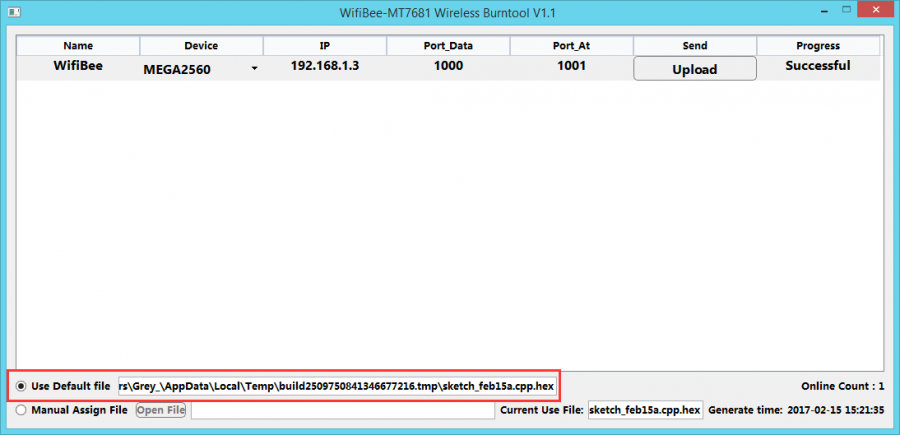 WifiBee-MT7681 Wireless Burntool V1.1
Name Device IP Port_Data Port_At Send Progress
WifiBee MEGA2560 192.168.1.3 1000 1001 Upload Successful
Use Default file rs\Grey_\AppData\Local\Temp\build2509750841346677216.tmp\sketch_feb15a.cpp.hex Online Count : 1
Manual Assign File Open File Current Use File: sketch_feb15a.cpp.hex Generate time: 2017-02-15 15:21:35